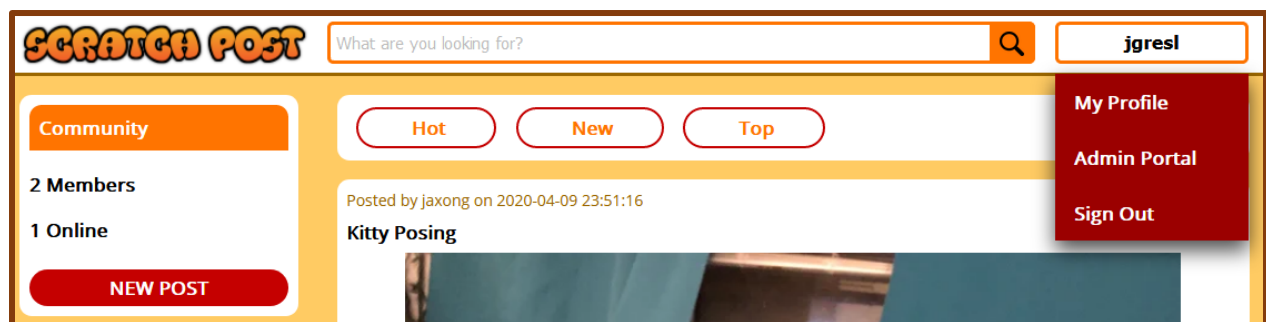 SCRATCH POST
What are you looking for?
jgresl
My Profile
Admin Portal
Sign Out
Community
2 Members
1 Online
NEW POST
Hot
New
Top
Posted by jaxong on 2020-04-09 23:51:16
Kitty Posing